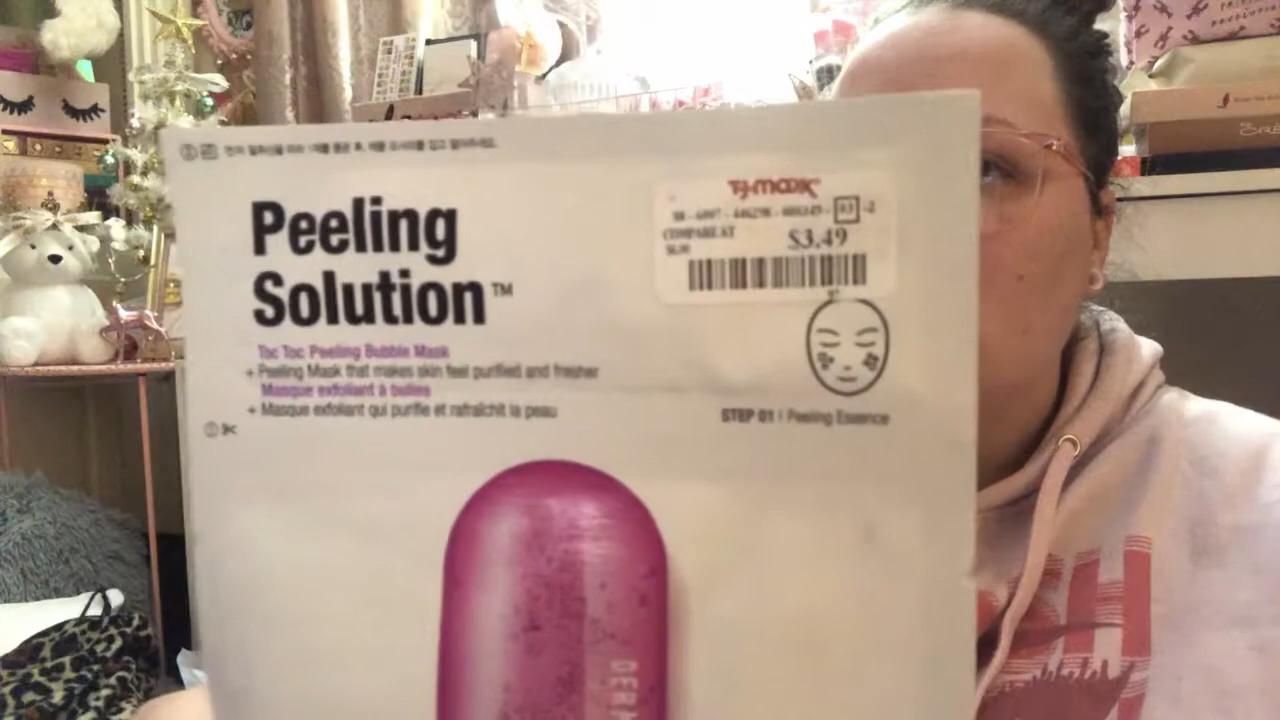 Peeling
Solution™
Toc Toc Peeling Bubble Mask
+ Peeling Mask that makes skin feel purified and fresher
Masque exfoliant à bulles
+ Masque exfoliant qui purifie et rafraîchit la peau
T.J.maxx
COMPARE AT
$3.49
STEP 01 | Peeling Essence
DERM